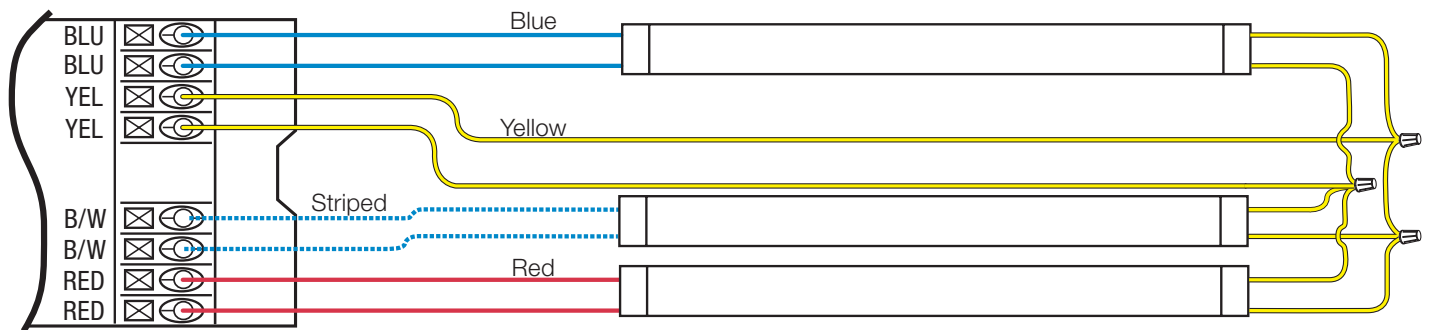 BLU
Blue
BLU
YEL
YEL
Yellow
Striped
B/W
B/W
Red
RED
RED